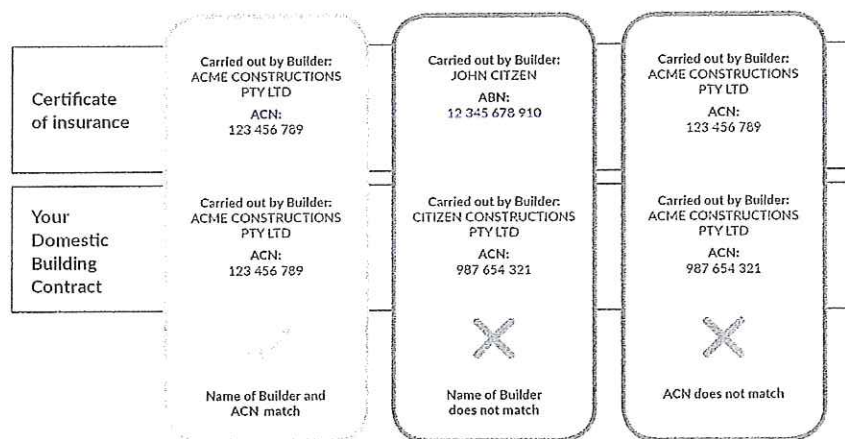 Certificate
of insurance
Carried out by Builder:
ACME CONSTRUCTIONS
PTY LTD
ACN:
123 456 789
Carried out by Builder:
JOHN CITZEN
ABN:
12 345 678 910
Carried out by Builder:
ACME CONSTRUCTIONS
PTY LTD
ACN:
123 456 789
Your
Domestic
Building
Contract
Carried out by Builder:
ACME CONSTRUCTIONS
PTY LTD
ACN:
123 456 789
Carried out by Builder:
CITIZEN CONSTRUCTIONS
PTY LTD
ACN:
987 654 321
Carried out by Builder:
ACME CONSTRUCTIONS
PTY LTD
ACN:
987 654 321
Name of Builder and
ACN match
Name of Builder
does not match
ACN does not match